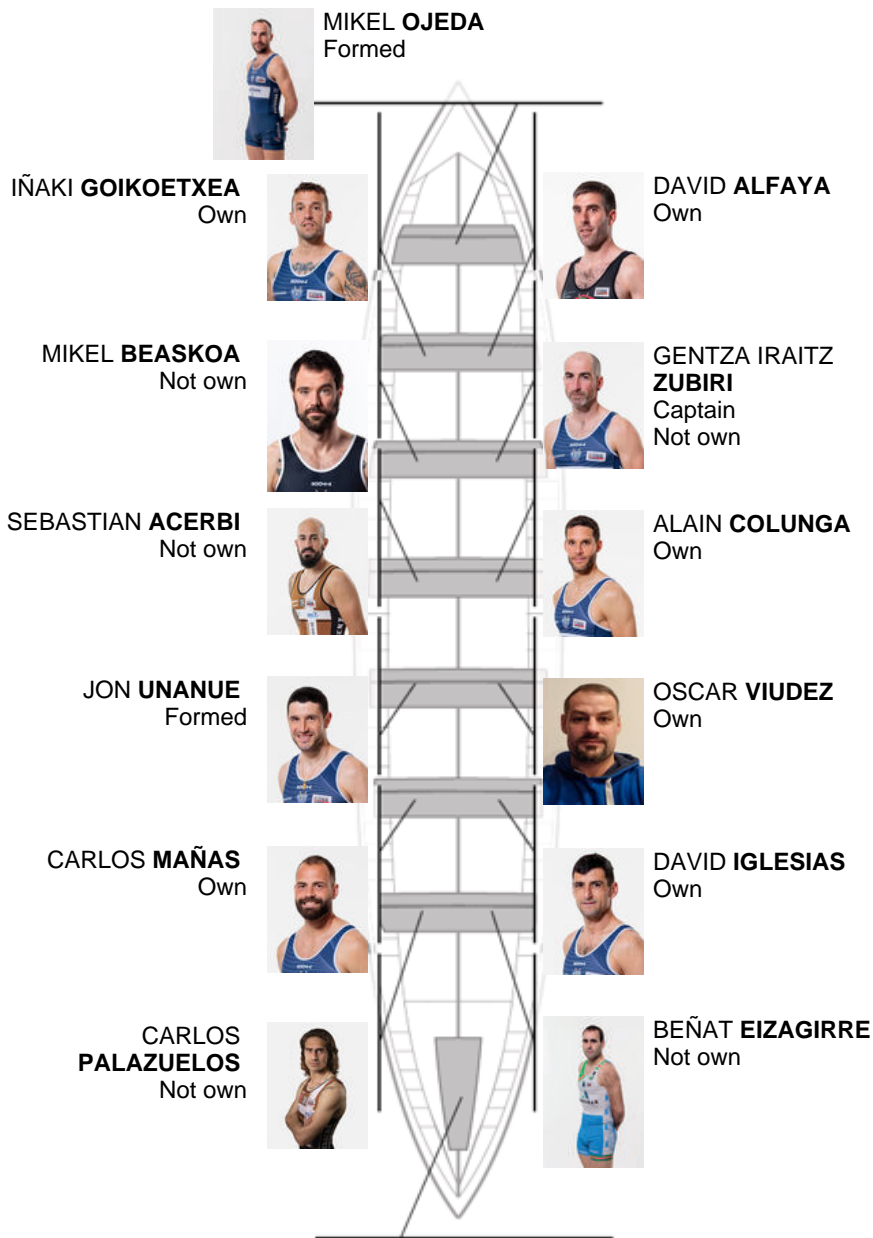 MIKEL OJEDA
Formed
IÑAKI GOIKOETXEA
Own
DAVID ALFAYA
Own
MIKEL BEASKOA
Not own
GENTZA IRAITZ
ZUBIRI
Captain
Not own
SEBASTIAN ACERBI
Not own
ALAIN COLUNGA
Own
JON UNANUE
Formed
OSCAR VIUDEZ
Own
CARLOS MAÑAS
Own
DAVID IGLESIAS
Own
CARLOS
PALAZUELOS
Not own
BEÑAT EIZAGIRRE
Not own